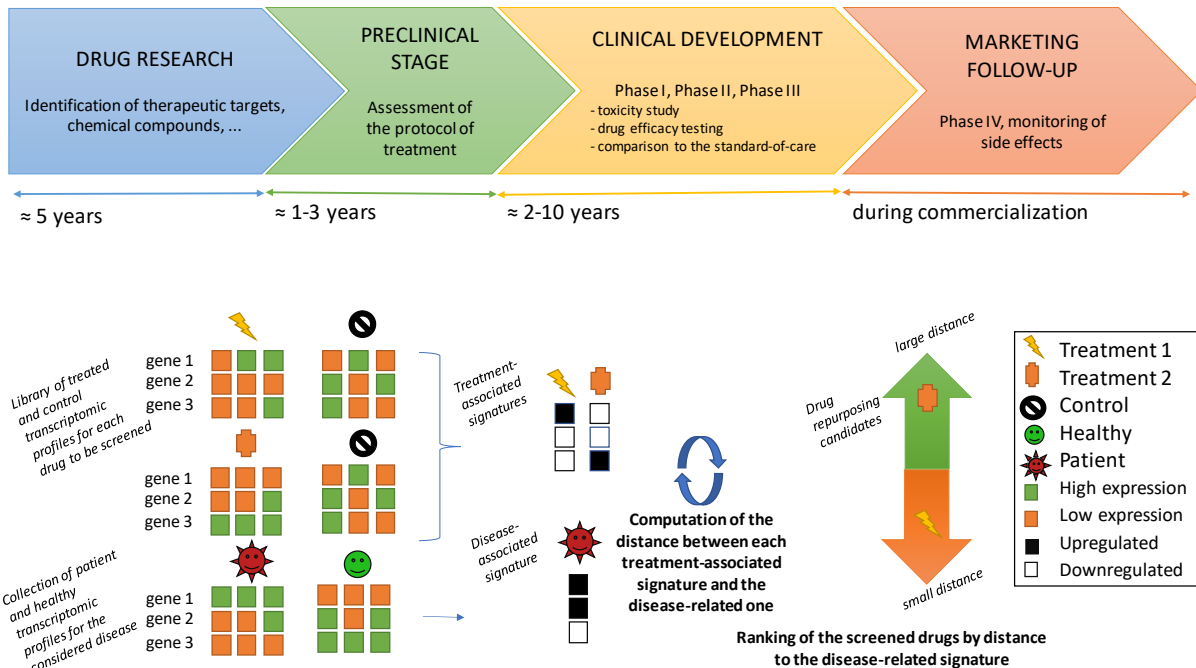 DRUG RESEARCH
Identification of therapeutic targets,
chemical compounds, ...
PRECLINICAL
STAGE
Assessment of
the protocol of
treatment
CLINICAL DEVELOPMENT
Phase I, Phase II, Phase III
- toxicity study
- drug efficacy testing
- comparison to the standard-of-care
MARKETING
FOLLOW-UP
Phase IV, monitoring of
side effects
≈ 5 years
≈ 1-3 years
≈ 2-10 years
during commercialization
Library of treated
and control
transcriptomic
profiles for each
drug to be screened
gene 1
gene 2
gene 3
gene 1
gene 2
gene 3
Collection of patient
and healthy
transcriptomic
profiles for the
considered disease
gene 1
gene 2
gene 3
Treatment-
associated
signatures
Disease-
associated
signature
Computation of the
distance between each
treatment-associated
signature and the
disease-related one
large distance
Drug
repurposing
candidates
small distance
Ranking of the screened drugs by distance
to the disease-related signature
Treatment 1
Treatment 2
Control
Healthy
Patient
High expression
Low expression
Upregulated
Downregulated